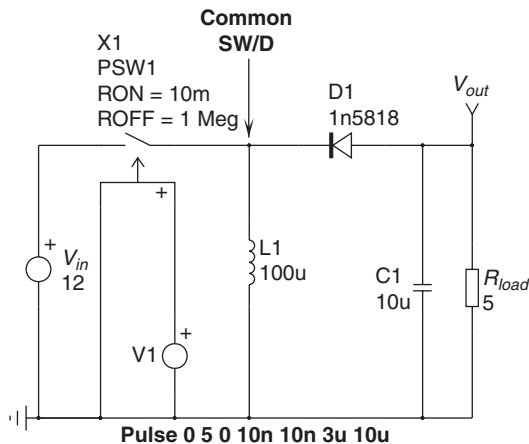 Common
SW/D
X1
PSW1
RON = 10m
ROFF = 1 Meg
D1
1n5818
Vout
+
+
Vin
12
L1
100u
C1
10u
Rload
5
V1
+
Pulse 0 5 0 10n 10n 3u 10u